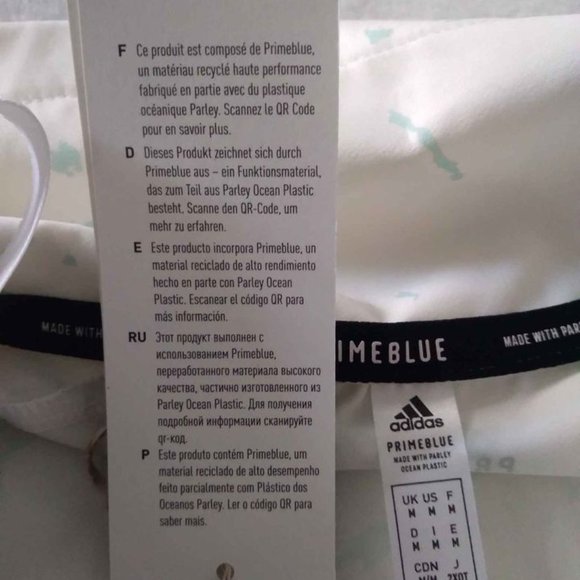 F Ce produit est composé de Primeblue,
un matériau recyclé haute performance
fabriqué en partie avec du plastique
océanique Parley. Scannez le QR Code
pour en savoir plus.
D Dieses Produkt zeichnet sich durch
Primeblue aus – ein Funktionsmaterial,
das zum Teil aus Parley Ocean Plastic
besteht. Scanne den QR-Code, um
mehr zu erfahren.
E Este producto incorpora Primeblue, un
material reciclado de alto rendimiento
hecho en parte con Parley Ocean
Plastic. Escanear el código QR para
más información.
RU Этот продукт выполнен с
использованием Primeblue,
переработанного материала высокого
качества, частично изготовленного из
Parley Ocean Plastic. Для получения
подробной информации сканируйте
qr-код.
P Este produto contém Primeblue, um
material reciclado de alto desempenho
feito parcialmente com Plástico dos
Oceanos Parley. Ler o código QR para
saber mais.
MADE WITH
IMEBLUE
MADE WITH PAR
adidas
PRIMEBLUE
MADE WITH PARLEY
OCEAN PLASTIC
UK US F
M M M
D I E
M M M
CDN J
M/M 2XOT